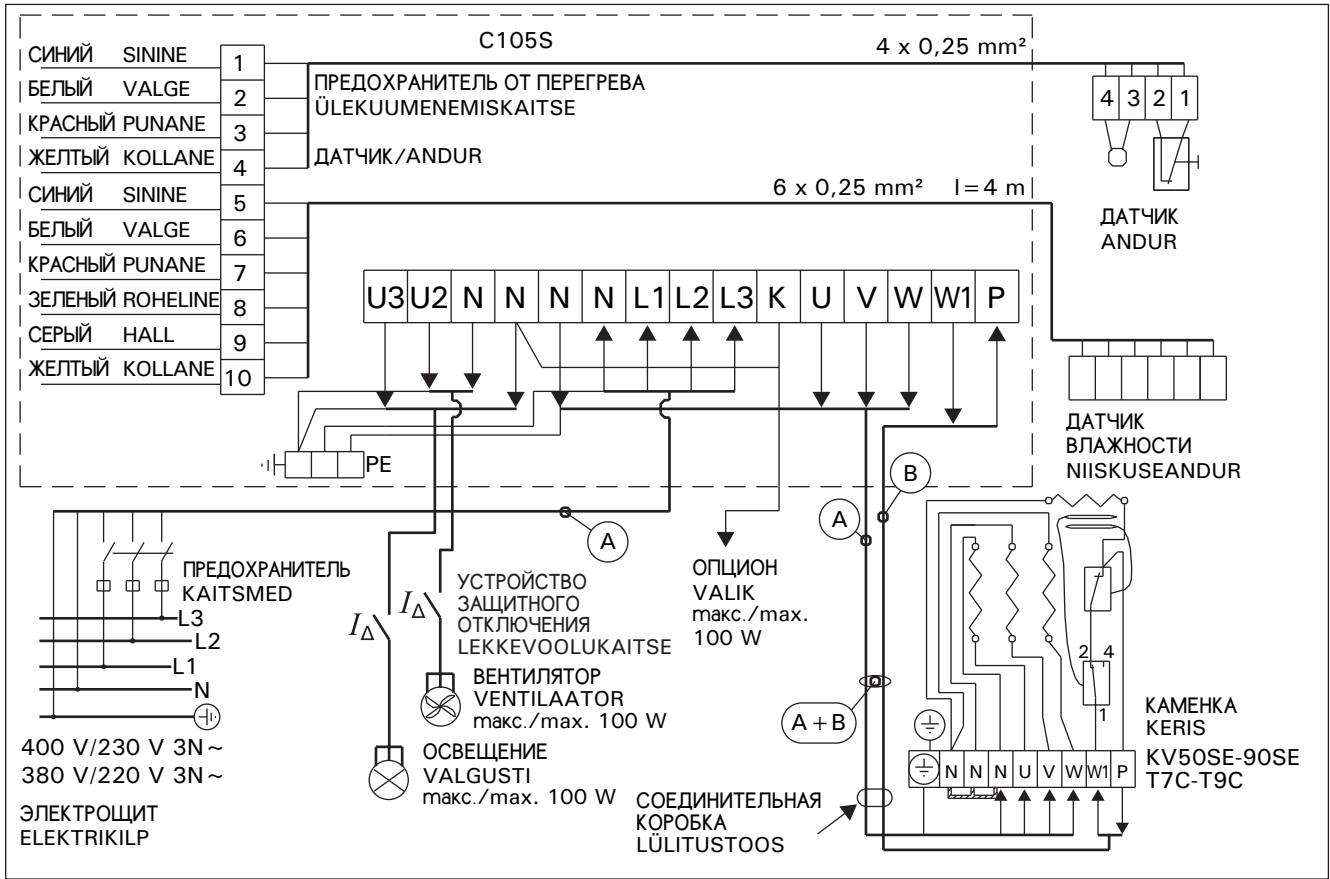 C105S
4 x 0,25 mm²
СИНИЙ SININE 1
БЕЛЫЙ VALGE 2
КРАСНЫЙ PUNANE 3
ЖЕЛТЫЙ KOLLANE 4
СИНИЙ SININE 5
БЕЛЫЙ VALGE 6
КРАСНЫЙ PUNANE 7
ЗЕЛЕНЫЙ ROHELINE 8
СЕРЫЙ HALL 9
ЖЕЛТЫЙ KOLLANE 10
ПРЕДОХРАНИТЕЛЬ ОТ ПЕРЕГРЕВА
ÜLEKUUMENEMISKAITSE
ДАТЧИК/ANDUR
4 3 2 1
ДАТЧИК
ANDUR
6 x 0,25 mm² l=4 m
U3 U2 N N N N L1 L2 L3 K U V W W1 P
ДАТЧИК
ВЛАЖНОСТИ
NIISKUSEANDUR
PE
A
A
B
ПРЕДОХРАНИТЕЛЬ
KAITSMED
L3
L2
L1
N
400 V/230 V 3N~
380 V/220 V 3N~
ЭЛЕКТРОЩИТ
ELEKTRIKILP
IΔ
IΔ
УСТРОЙСТВО
ЗАЩИТНОГО
ОТКЛЮЧЕНИЯ
LEKKEVOOLUKAITSE
ВЕНТИЛЯТОР
VENTILAATOR
макс./max. 100 W
ОСВЕЩЕНИЕ
VALGUSTI
макс./max. 100 W
ОПЦИОН
VALIK
макс./max.
100 W
A+B
СОЕДИНИТЕЛЬНАЯ
КОРОБКА
LÜLITUSTOOS
2 4
1
N N N U V W W1 P
КАМЕНКА
KERIS
KV50SE-90SE
T7C-T9C